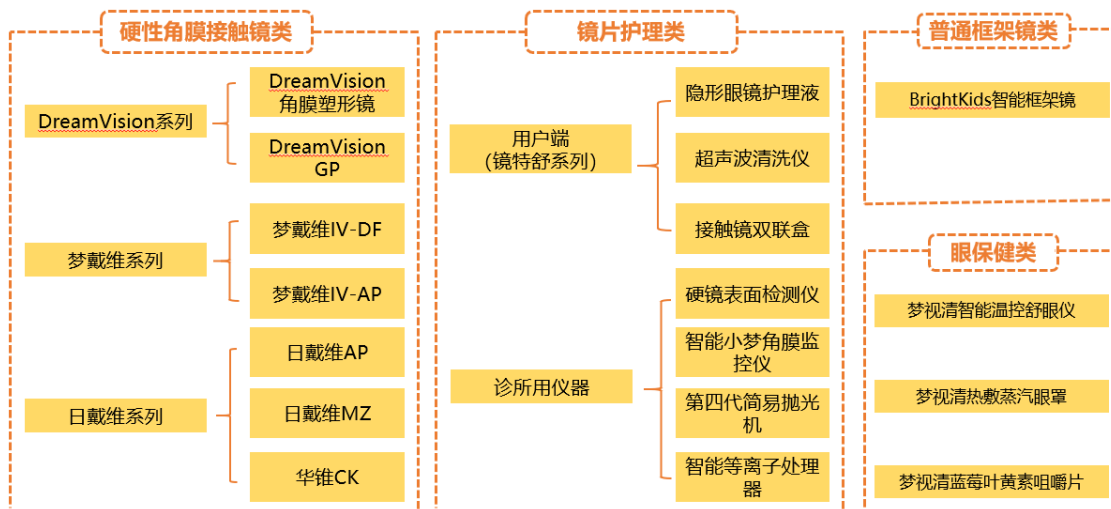 硬性角膜接触镜类
DreamVision系列
DreamVision
角膜塑形镜
DreamVision
GP
梦戴维系列
梦戴维IV-DF
梦戴维IV-AP
日戴维系列
日戴维AP
日戴维MZ
华锥CK
镜片护理类
用户端
（镜特舒系列）
隐形眼镜护理液
超声波清洗仪
接触镜双联盒
诊所用仪器
硬镜表面检测仪
智能小梦角膜监
控仪
第四代简易抛光
机
智能等离子处理
器
普通框架镜类
BrightKids智能框架镜
眼保健类
梦视清智能温控舒眼仪
梦视清热敷蒸汽眼罩
梦视清蓝莓叶黄素咀嚼片